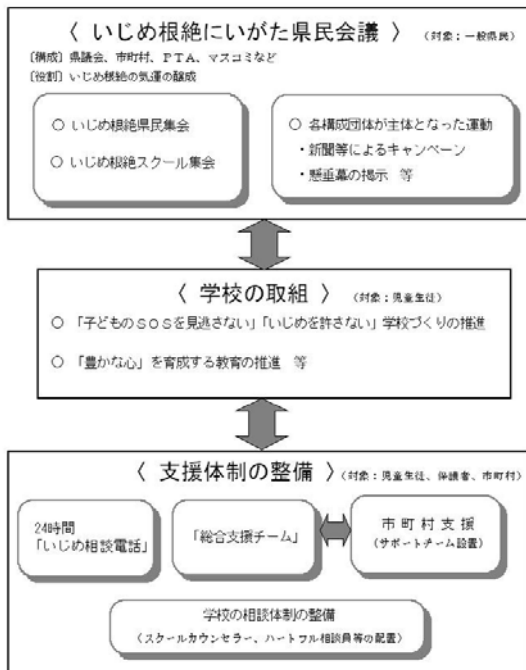 〈 いじめ根絶にいがた県民会議 〉 (対象：一般県民)
〔構成〕県議会、市町村、ＰＴＡ、マスコミなど
〔役割〕いじめ根絶の気運の醸成
○ いじめ根絶県民集会
○ いじめ根絶スクール集会
○ 各構成団体が主体となった運動
・新聞等によるキャンペーン
・懸垂幕の掲示 等
〈 学校の取組 〉 (対象：児童生徒)
○ 「子どものＳＯＳを見逃さない」「いじめを許さない」学校づくりの推進
○ 「豊かな心」を育成する教育の推進 等
〈 支援体制の整備 〉 (対象：児童生徒、保護者、市町村)
24時間
「いじめ相談電話」
「総合支援チーム」
市町村支援
(サポートチーム設置)
学校の相談体制の整備
(スクールカウンセラー、ハートフル相談員等の配置)